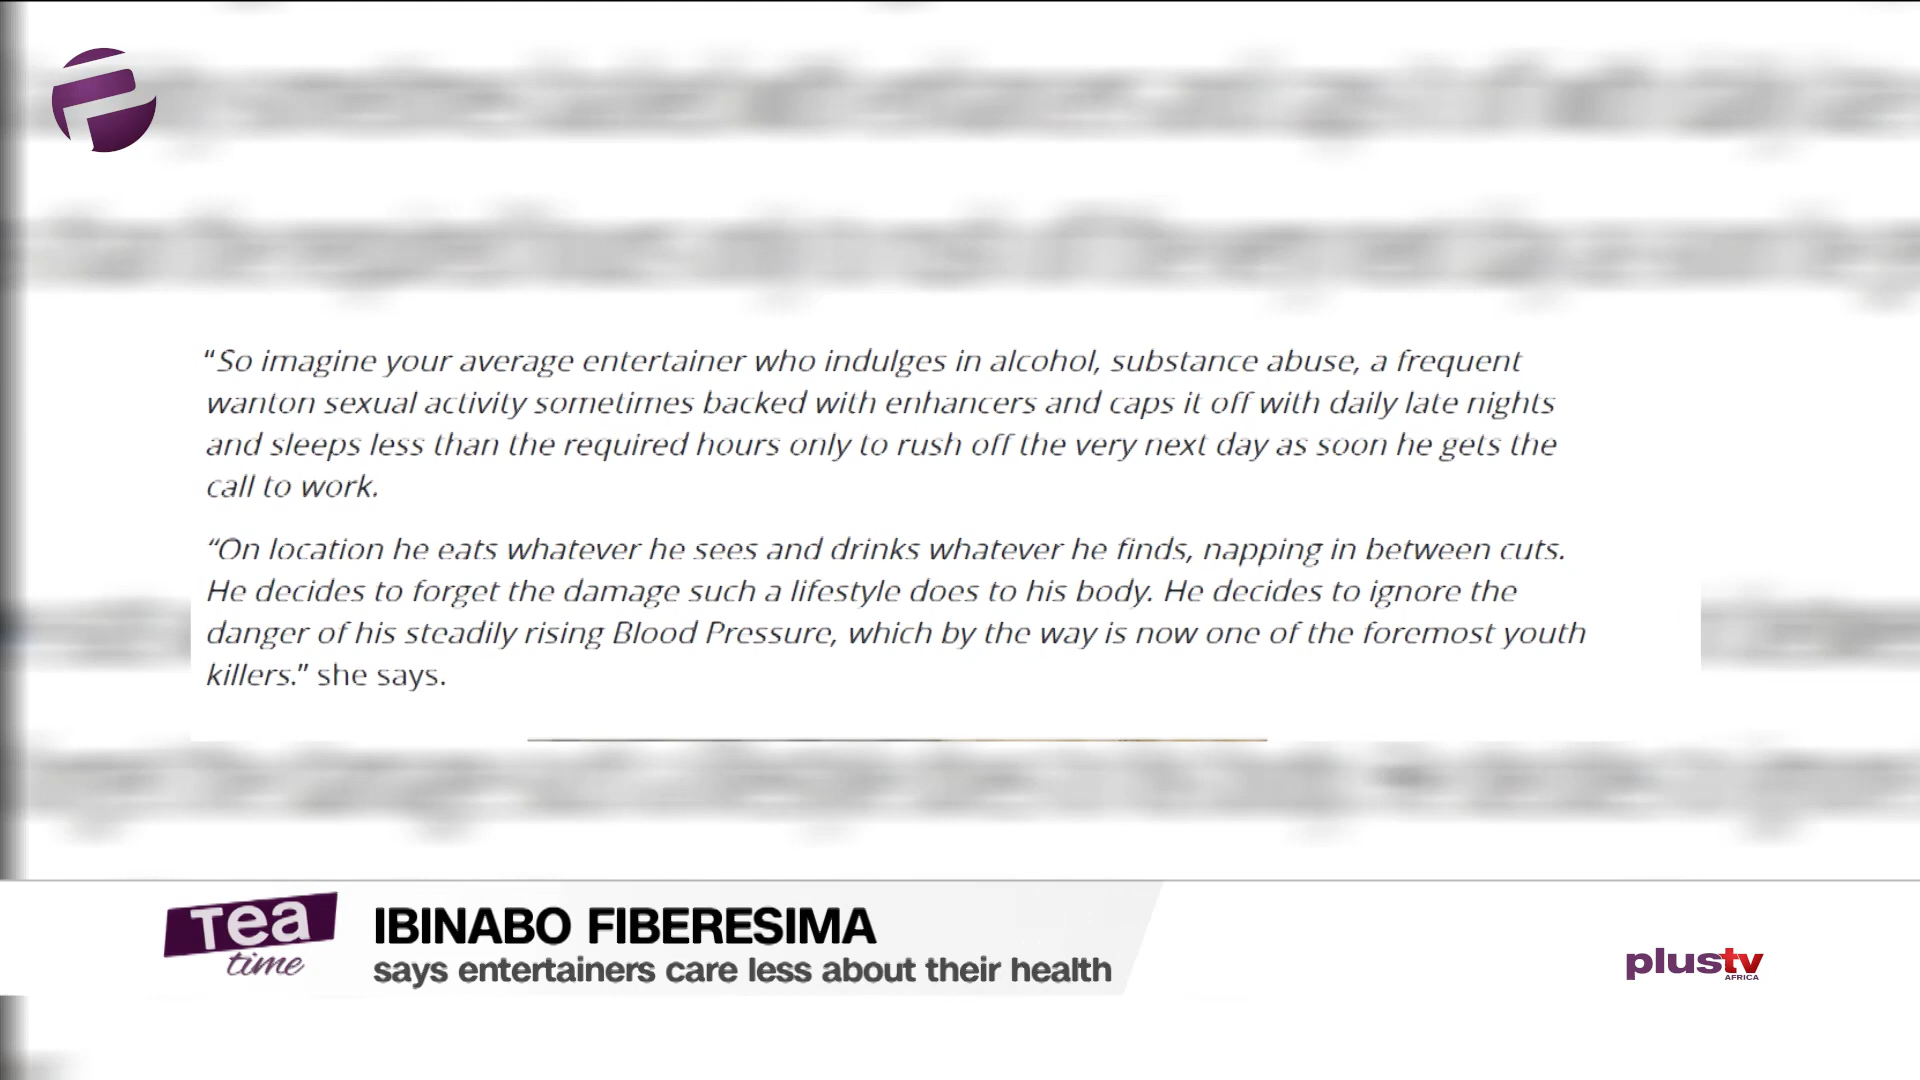 “So imagine your average entertainer who indulges in alcohol, substance abuse, a frequent
wanton sexual activity sometimes backed with enhancers and caps it off with daily late nights
and sleeps less than the required hours only to rush off the very next day as soon he gets the
call to work.
“On location he eats whatever he sees and drinks whatever he finds, napping in between cuts.
He decides to forget the damage such a lifestyle does to his body. He decides to ignore the
danger of his steadily rising Blood Pressure, which by the way is now one of the foremost youth
killers.” she says.
Tea
time
IBINABO FIBERESIMA
says entertainers care less about their health
plustv
AFRICA